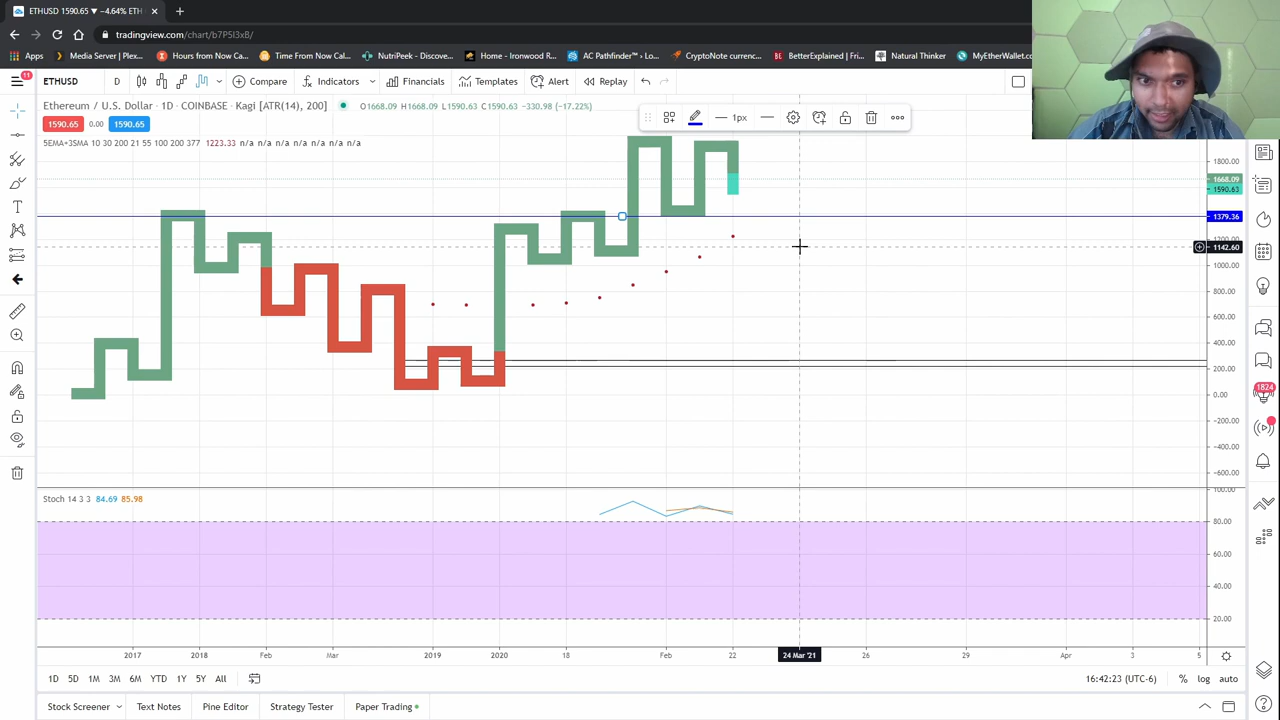 ETHUSD 1590.65 ▼ −4.64% ETH
tradingview.com/chart/b7P5I3xB/
Apps
Media Server | Plex...
Hours from Now Cal...
Time From Now Cal...
NutriPeek - Discove...
Home - Ironwood R...
AC Pathfinder™ › Lo...
CryptoNote currenc...
BetterExplained | Fri...
Natural Thinker
MyEtherWallet.co
11
ETHUSD
D
Compare
Indicators
Financials
Templates
Alert
Replay
Ethereum / U.S. Dollar · 1D · COINBASE · Kagi [ATR(14), 200]
O1668.09 H1668.09 L1590.63 C1590.63 −330.98 (−17.22%)
1590.65
0.00
1590.65
1px
5EMA+3SMA 10 30 200 21 55 100 200 377 1223.33 n/a n/a n/a n/a n/a n/a n/a
1800.00
1668.09
1590.63
1379.36
1200.00
1142.60
1000.00
800.00
600.00
400.00
200.00
0.00
−200.00
−400.00
−600.00
1824
Stoch 14 3 3 84.69 85.98
100.00
80.00
60.00
40.00
20.00
2017
2018
Feb
Mar
2019
2020
18
Feb
22
24 Mar '21
26
29
Apr
3
5
1D
5D
1M
3M
6M
YTD
1Y
5Y
All
16:42:23 (UTC-6)
%
log
auto
Stock Screener
Text Notes
Pine Editor
Strategy Tester
Paper Trading